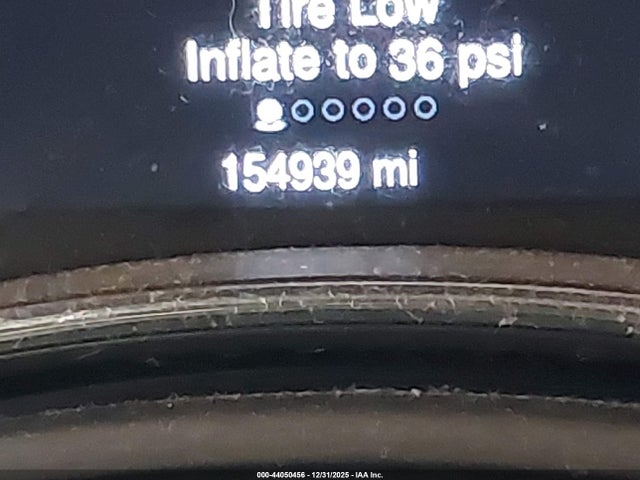 Tire Low
Inflate to 36 psi
154939 mi
000-44050456 - 12/31/2025 - IAA Inc.